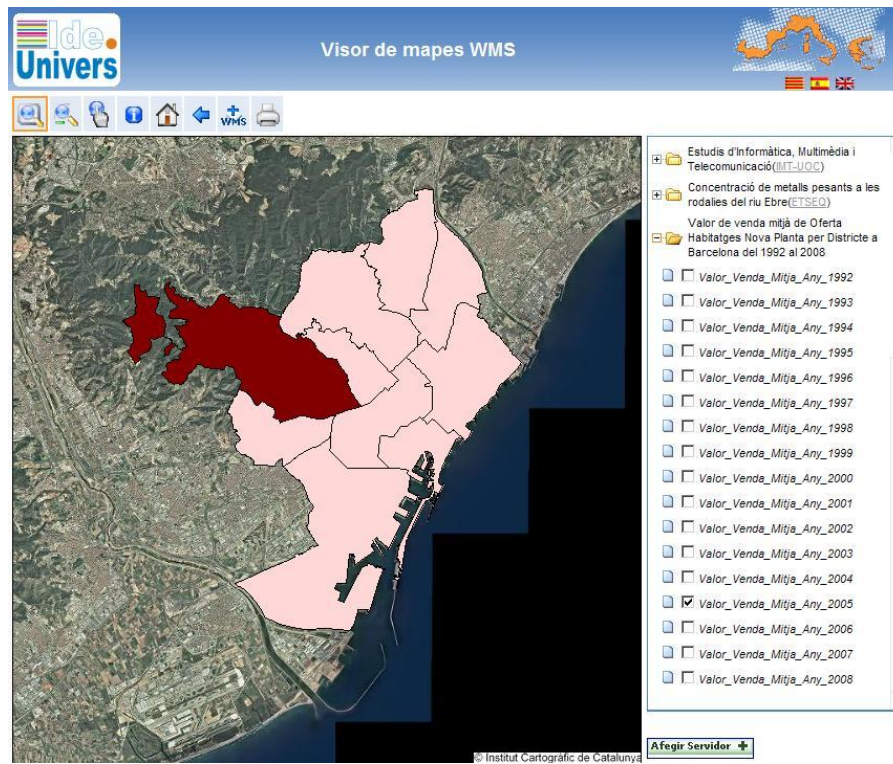 Ide.
Univers
Visor de mapes WMS
WMS
Estudis d'Informàtica, Multimèdia i
Telecomunicació(IMT-UOC)
Concentració de metalls pesants a les
rodalies del riu Ebre(ETSEQ)
Valor de venda mitjà de Oferta
Habitatges Nova Planta per Districte a
Barcelona del 1992 al 2008
Valor_Venda_Mitja_Any_1992
Valor_Venda_Mitja_Any_1993
Valor_Venda_Mitja_Any_1994
Valor_Venda_Mitja_Any_1995
Valor_Venda_Mitja_Any_1996
Valor_Venda_Mitja_Any_1997
Valor_Venda_Mitja_Any_1998
Valor_Venda_Mitja_Any_1999
Valor_Venda_Mitja_Any_2000
Valor_Venda_Mitja_Any_2001
Valor_Venda_Mitja_Any_2002
Valor_Venda_Mitja_Any_2003
Valor_Venda_Mitja_Any_2004
Valor_Venda_Mitja_Any_2005
Valor_Venda_Mitja_Any_2006
Valor_Venda_Mitja_Any_2007
Valor_Venda_Mitja_Any_2008
© Institut Cartogràfic de Catalunya
Afegir Servidor